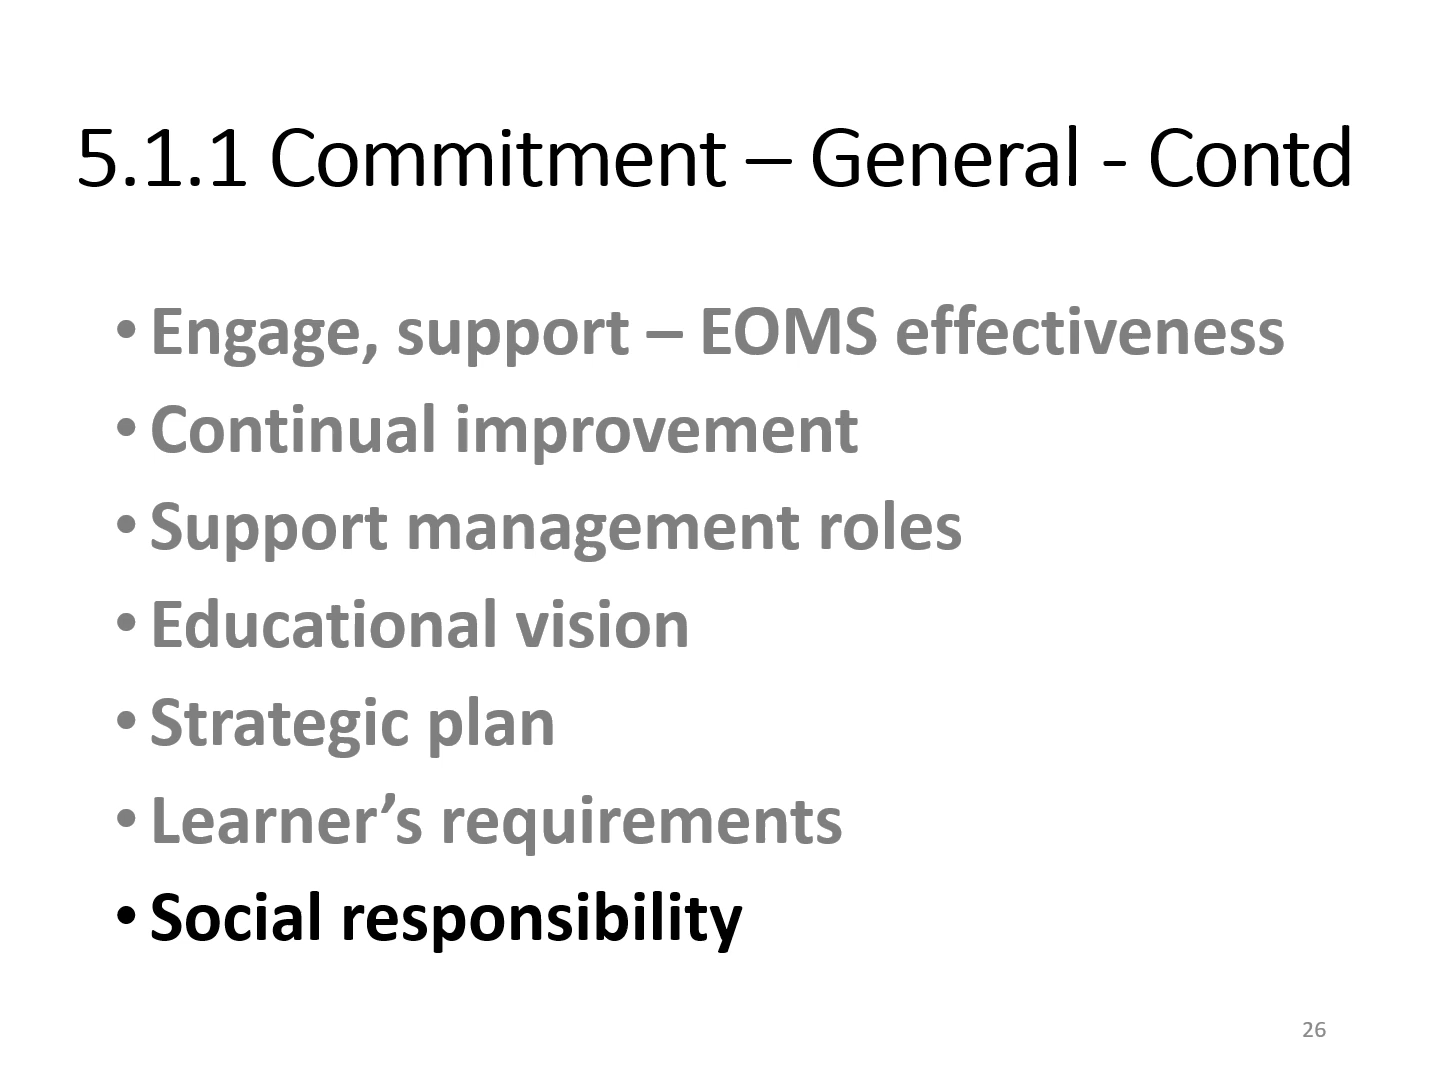 5.1.1 Commitment – General - Contd
• Engage, support – EOMS effectiveness
• Continual improvement
• Support management roles
• Educational vision
• Strategic plan
• Learner’s requirements
• Social responsibility
26